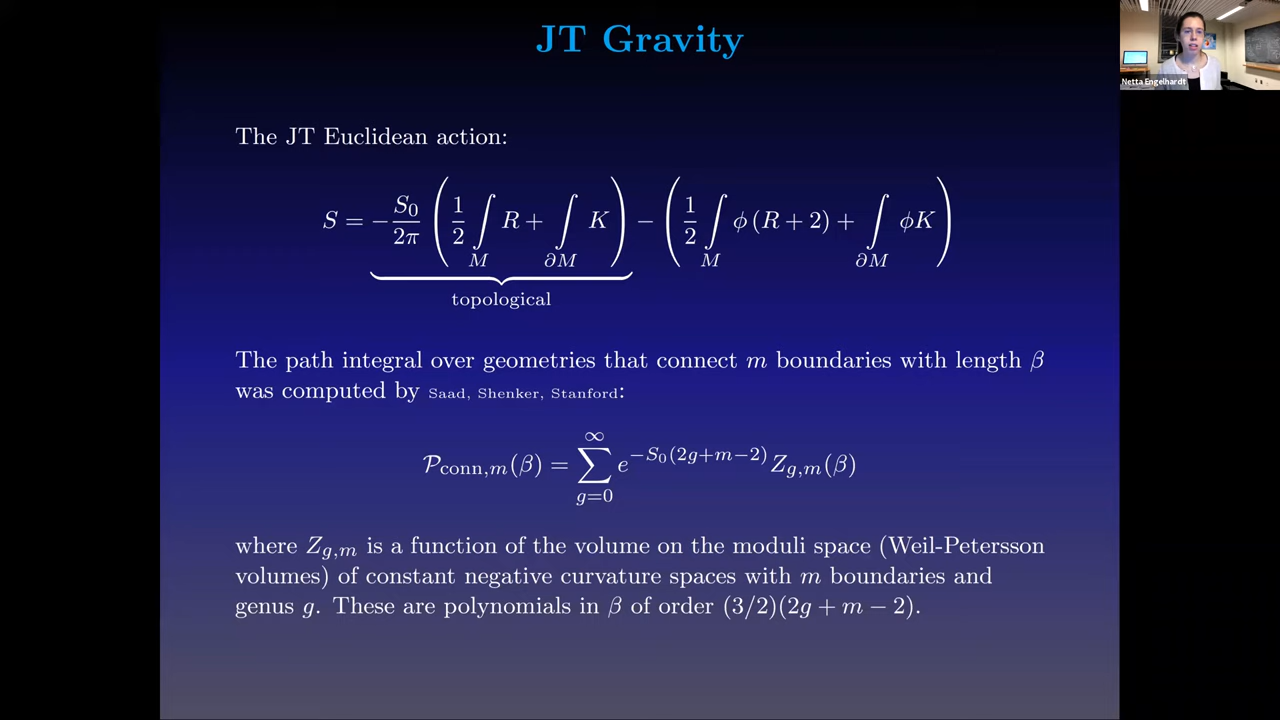 JT Gravity
Netta Engelhardt
The JT Euclidean action:
S = − S₀/2π ( 1/2 ∫_M R + ∫_∂M K ) − ( 1/2 ∫_M ϕ (R + 2) + ∫_∂M ϕK )
topological
The path integral over geometries that connect m boundaries with length β
was computed by Saad, Shenker, Stanford:
𝒫_conn,m(β) = ∑_{g=0}^{∞} e^{−S₀(2g+m−2)} Z_{g,m}(β)
where Z_{g,m} is a function of the volume on the moduli space (Weil-Petersson
volumes) of constant negative curvature spaces with m boundaries and
genus g. These are polynomials in β of order (3/2)(2g + m − 2).